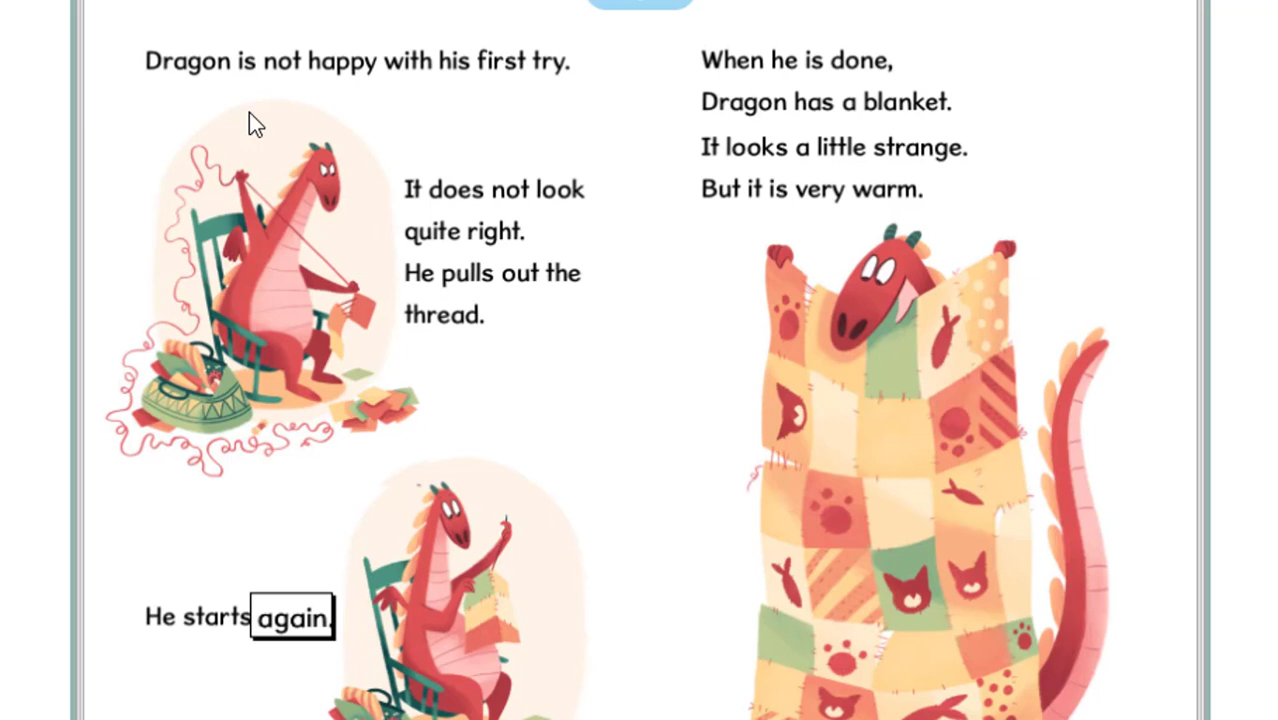 Dragon is not happy with his first try.
It does not look
quite right.
He pulls out the
thread.
He starts again.
When he is done,
Dragon has a blanket.
It looks a little strange.
But it is very warm.